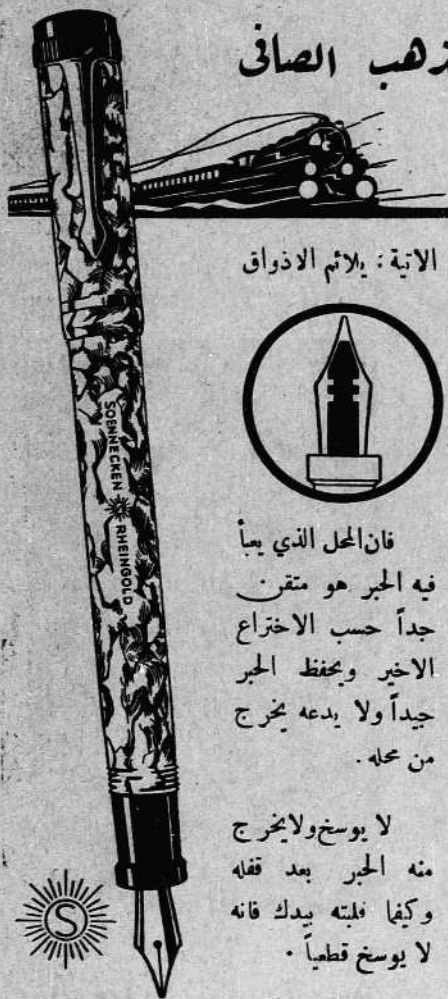 ذهب الصافى
الاتية : يلائم الاذواق
SOENNECKEN RHEINGOLD
فان المحل الذي يعبأ
فيه الحبر هو متقن
جداً حسب الاختراع
الاخير ويحفظ الحبر
جيداً ولا يدعه يخرج
من محله .
لا يوسخ ولا يخرج
منه الحبر بعد قفله
وكيفما قلبته بيدك فانه
لا يوسخ قطعياً .
S